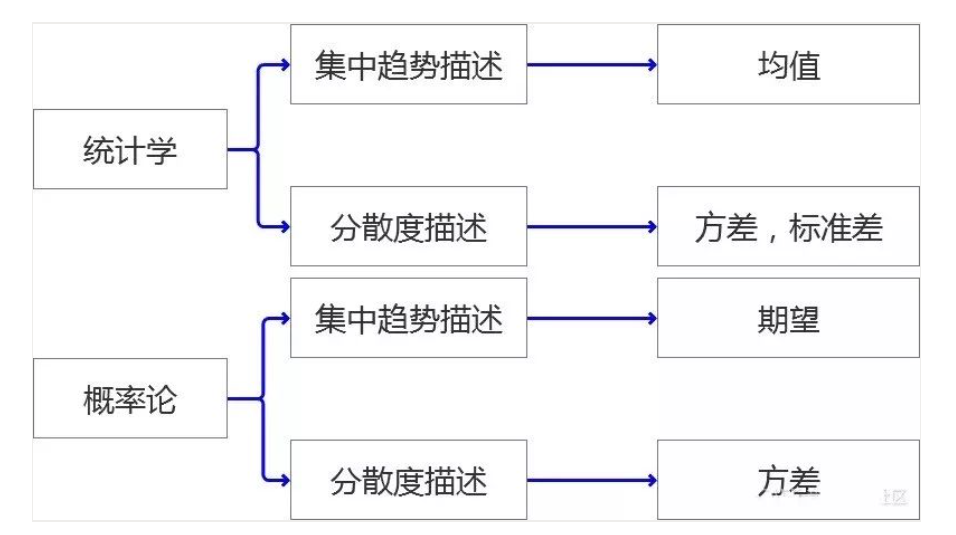 集中趋势描述
均值
统计学
分散度描述
方差，标准差
集中趋势描述
期望
概率论
分散度描述
方差